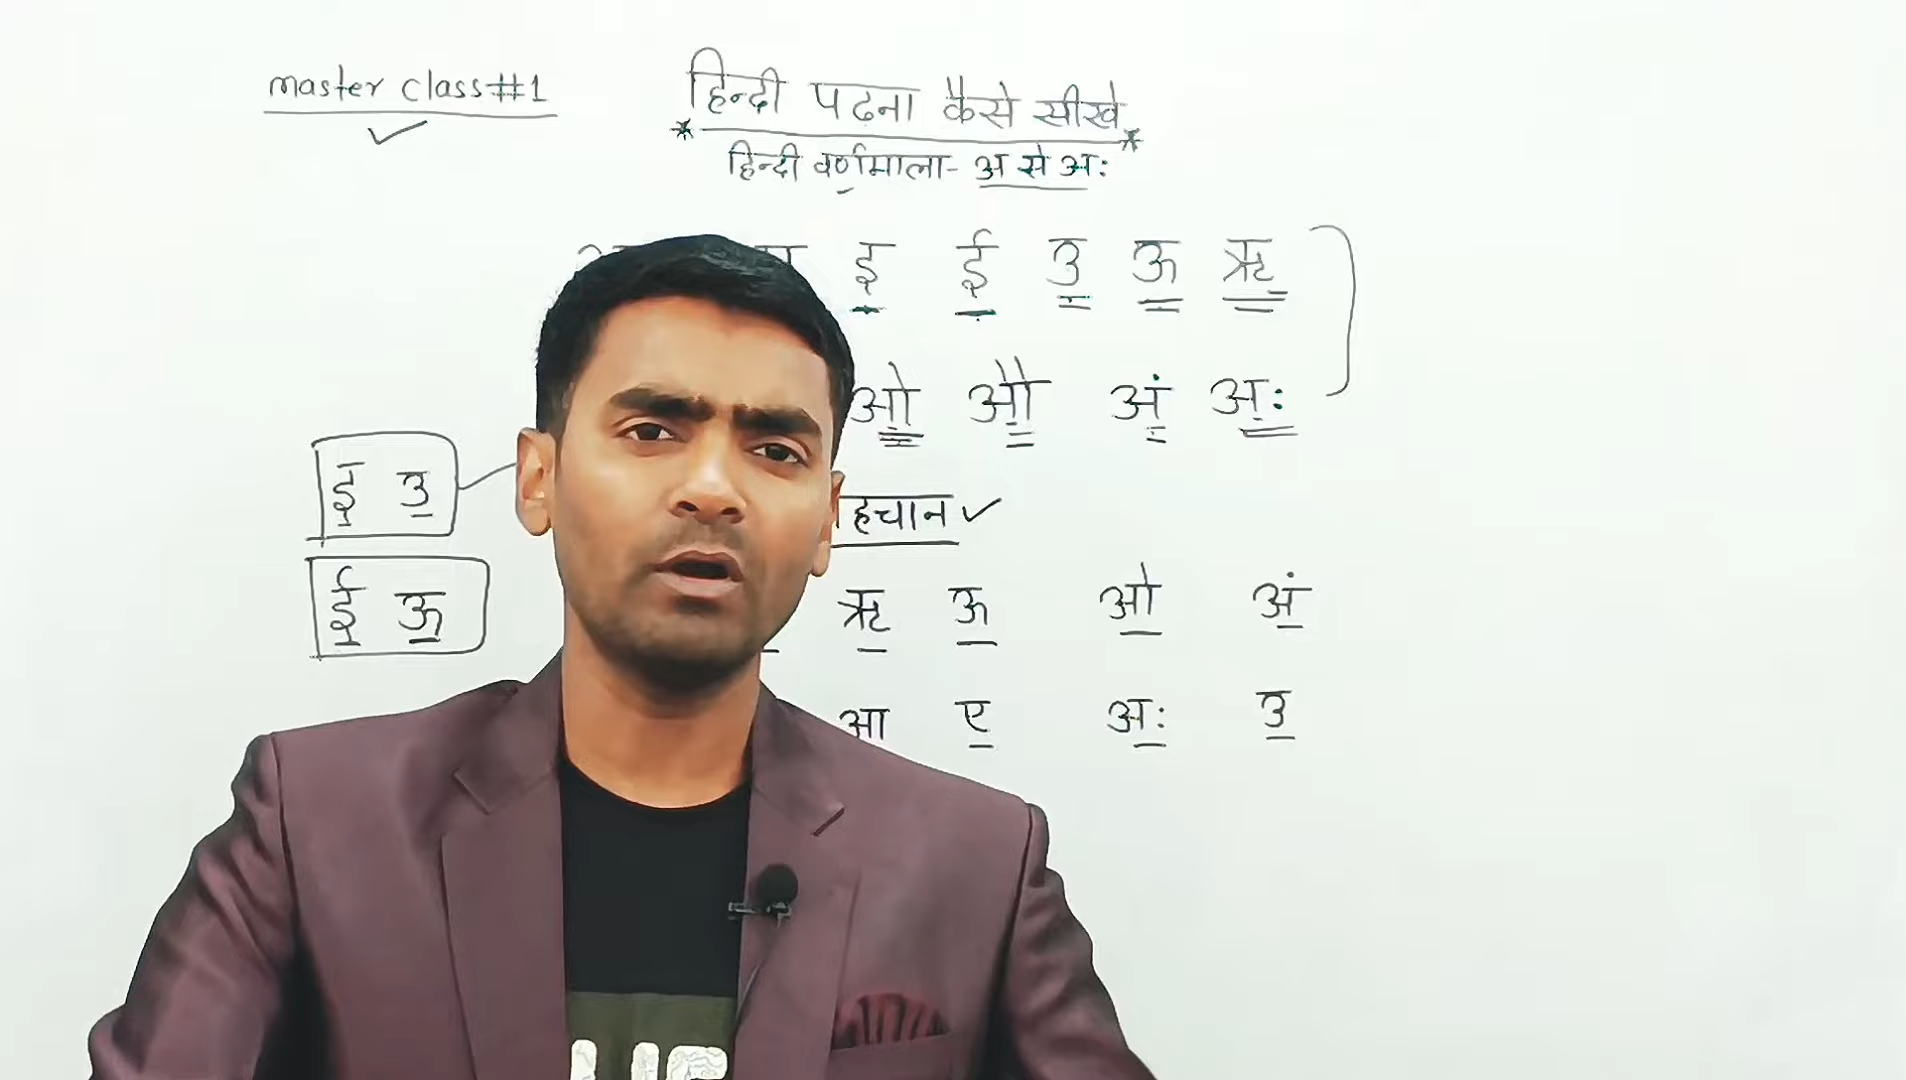 master class#1
हिन्दी पढना कैसे सीखे
हिन्दी वर्णमाला- अ से अः
इ ई उ ऊ ऋ
ओ औ अं अः
इ उ
हचान
ई ऊ
ऋ ऊ ओ अं
आ ए अः उ